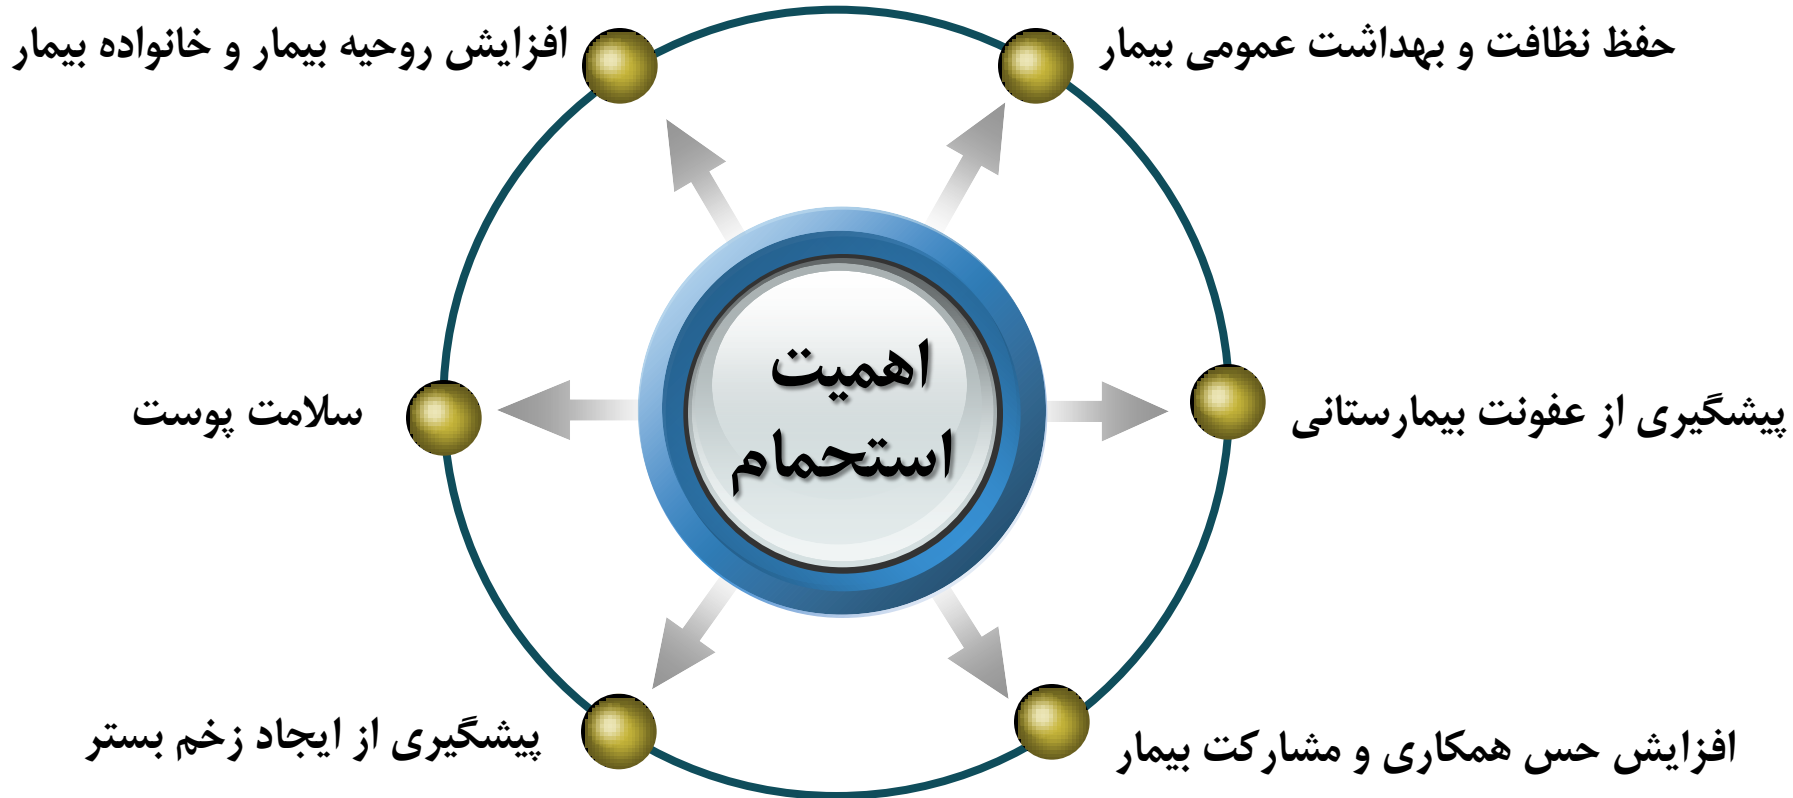 حفظ نظافت و بهداشت عمومی بیمار
افزایش روحیه بیمار و خانواده بیمار
اهمیت
استحمام
پیشگیری از عفونت بیمارستانی
سلامت پوست
افزایش حس همکاری و مشارکت بیمار
پیشگیری از ایجاد زخم بستر